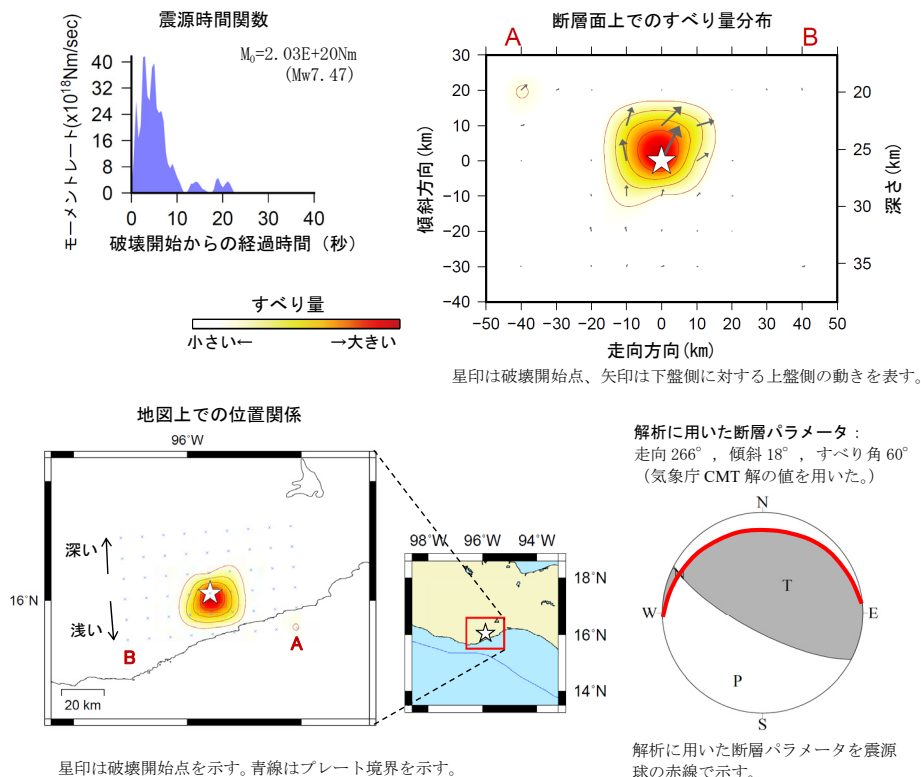 震源時間関数
M₀=2.03E+20Nm
(Mw7.47)
モーメントレート(x10¹⁸Nm/sec)
40
32
24
16
8
0
0 10 20 30 40
破壊開始からの経過時間（秒）
断層面上でのすべり量分布
A B
傾斜方向(km)
30
20
10
0
−10
−20
−30
−40
20
25
30
35
深さ(km)
−50 −40 −30 −20 −10 0 10 20 30 40 50
走向方向(km)
星印は破壊開始点、矢印は下盤側に対する上盤側の動きを表す。
すべり量
小さい← →大きい
地図上での位置関係
96˚W
16˚N
深い
浅い
B A
20 km
98˚W 96˚W 94˚W
18˚N
16˚N
14˚N
星印は破壊開始点を示す。青線はプレート境界を示す。
解析に用いた断層パラメータ：
走向 266°，傾斜 18°，すべり角 60°
（気象庁 CMT 解の値を用いた。）
N
T
W E
P
S
解析に用いた断層パラメータを震源
球の赤線で示す。